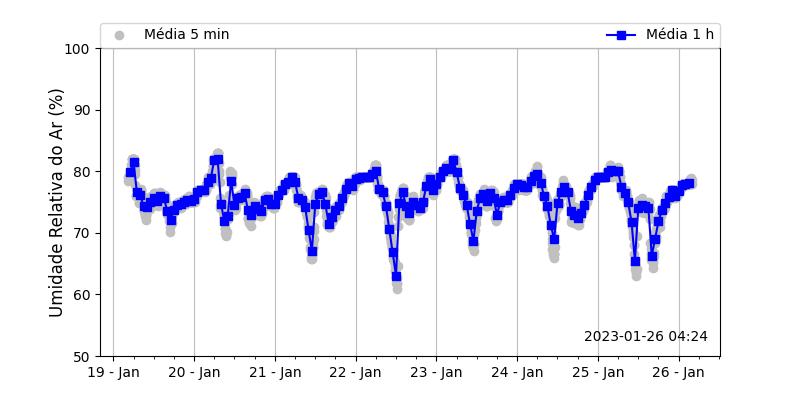 Média 5 min
Média 1 h
Umidade Relativa do Ar (%)
100
90
80
70
60
50
2023-01-26 04:24
19 - Jan
20 - Jan
21 - Jan
22 - Jan
23 - Jan
24 - Jan
25 - Jan
26 - Jan